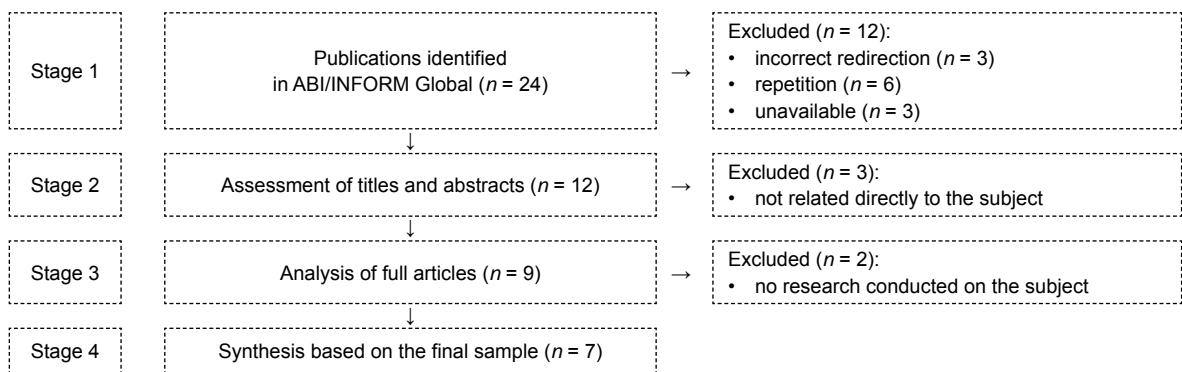 Stage 1
Publications identified
in ABI/INFORM Global (n = 24)
→
Excluded (n = 12):
• incorrect redirection (n = 3)
• repetition (n = 6)
• unavailable (n = 3)
↓
Stage 2
Assessment of titles and abstracts (n = 12)
→
Excluded (n = 3):
• not related directly to the subject
↓
Stage 3
Analysis of full articles (n = 9)
→
Excluded (n = 2):
• no research conducted on the subject
↓
Stage 4
Synthesis based on the final sample (n = 7)